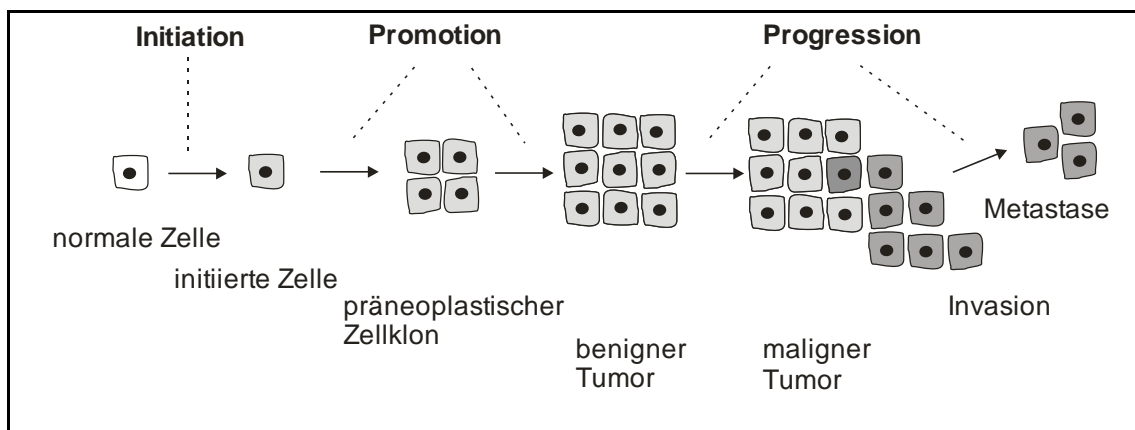 Initiation
Promotion
Progression
normale Zelle
initiierte Zelle
präneoplastischer
Zellklon
benigner
Tumor
maligner
Tumor
Invasion
Metastase